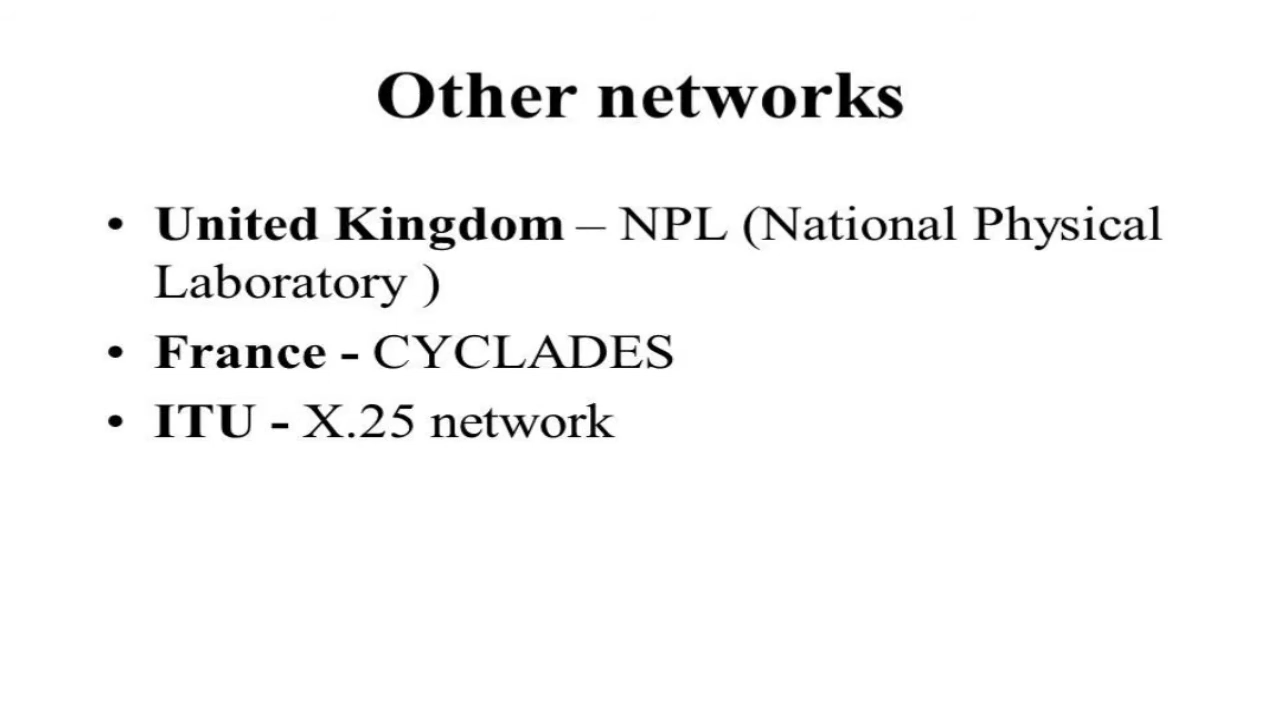 Other networks
• United Kingdom – NPL (National Physical
Laboratory )
• France - CYCLADES
• ITU - X.25 network